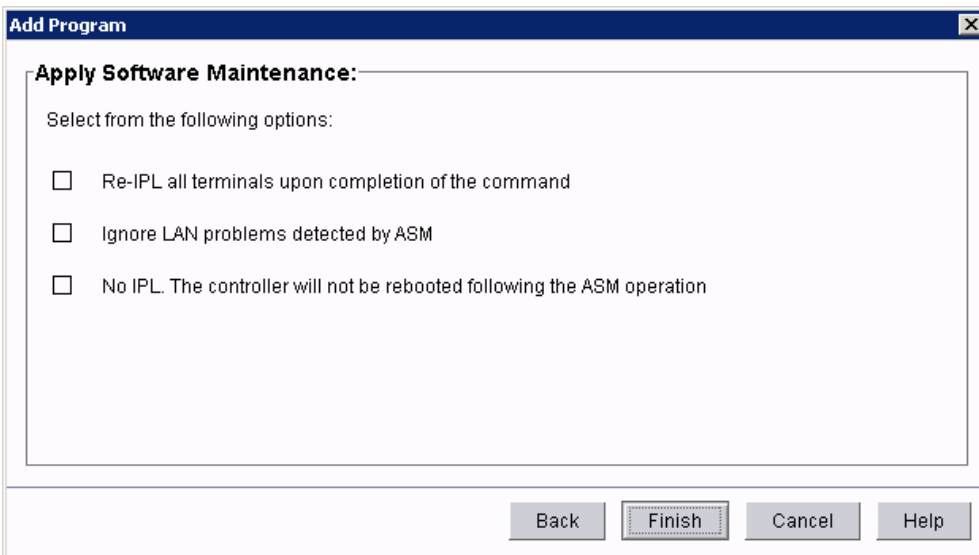 Add Program
Apply Software Maintenance:
Select from the following options:
Re-IPL all terminals upon completion of the command
Ignore LAN problems detected by ASM
No IPL. The controller will not be rebooted following the ASM operation
Back Finish Cancel Help